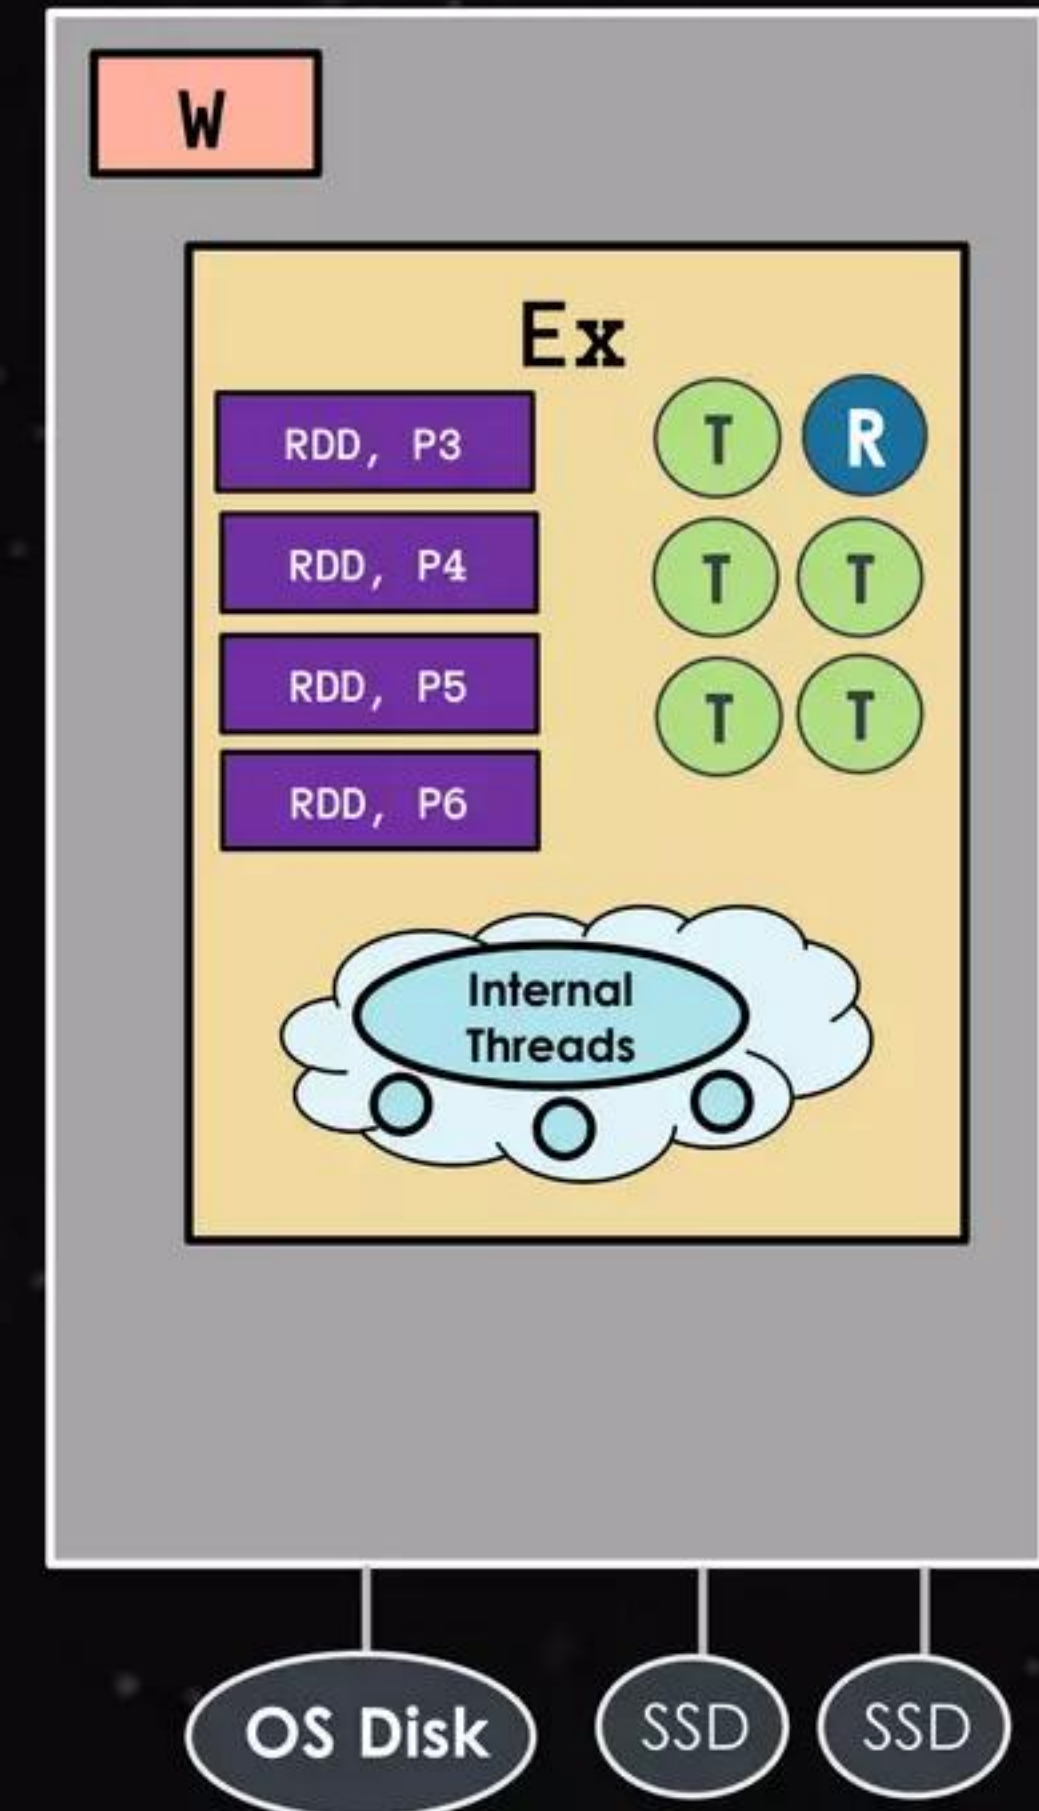 W
Ex
RDD, P3
T
R
RDD, P4
T
T
RDD, P5
T
T
RDD, P6
Internal
Threads
OS Disk
SSD
SSD